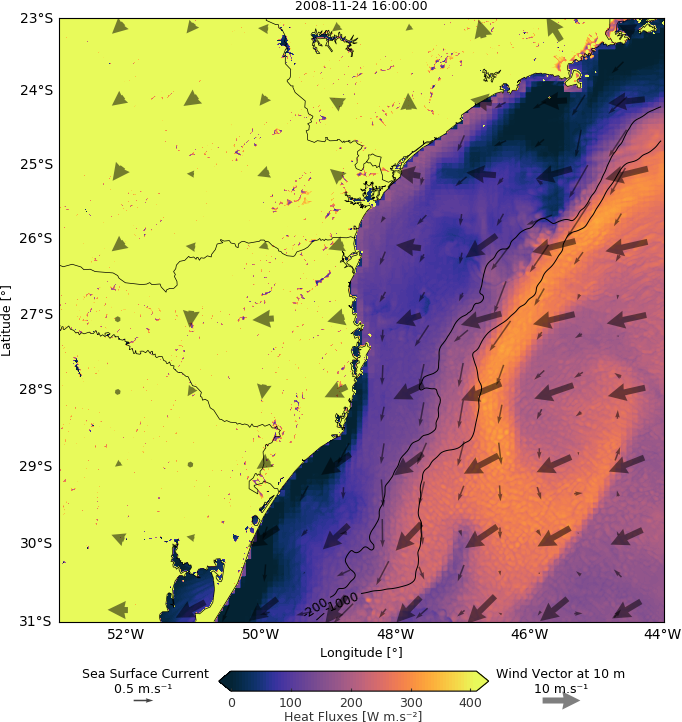 2008-11-24 16:00:00
23°S
24°S
25°S
26°S
27°S
28°S
29°S
30°S
31°S
Latitude [°]
200
1000
52°W 50°W 48°W 46°W 44°W
Longitude [°]
Sea Surface Current
0.5 m.s⁻¹
Wind Vector at 10 m
10 m.s⁻¹
0 100 200 300 400
Heat Fluxes [W m.s⁻²]